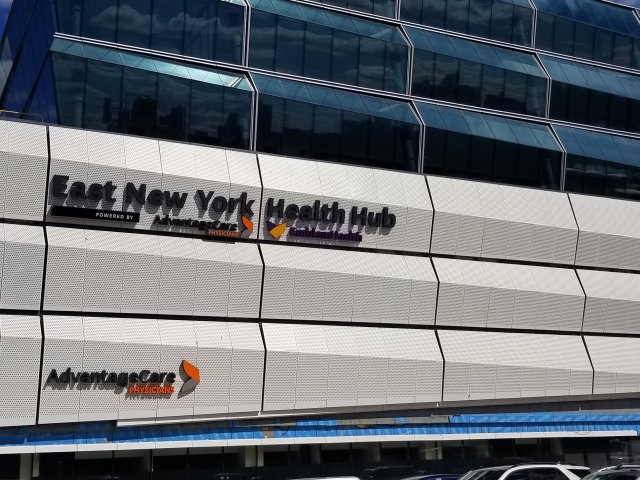 East New York Health Hub
POWERED BY
AdvantageCare
PHYSICIANS
AdvantageCare
PHYSICIANS